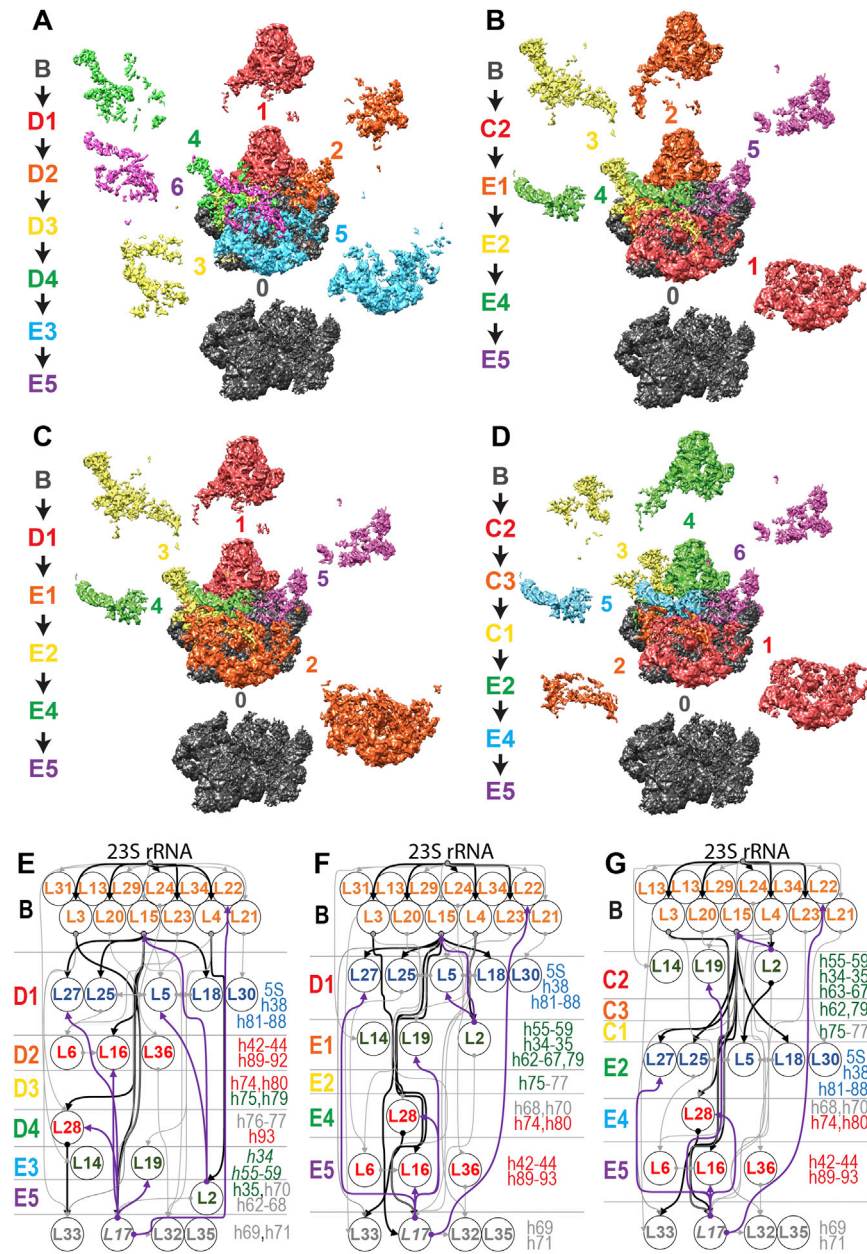 A
B
D1
D2
D3
D4
E3
E5
1
2
3
4
5
6
0
B
B
C2
E1
E2
E4
E5
2
3
4
5
1
0
C
B
D1
E1
E2
E4
E5
1
3
4
5
2
0
D
B
C2
C3
C1
E2
E4
E5
4
3
6
5
1
2
0
E
23S rRNA
L31 L13 L29 L24 L34 L22
B
L3 L20 L15 L23 L4 L21
D1
L27 L25 L5 L18 L30
5S
h38
h81-88
D2
L6 L16 L36
h42-44
h89-92
D3
h74,h80
h75,h79
D4
L28
h76-77
h93
E3
L14 L19
h34
h55-59
E5
L2
h35,h70
h62-68
L33 L17 L32 L35
h69,h71
F
23S rRNA
L31 L13 L29 L24 L34 L22
B
L3 L20 L15 L4 L23 L21
D1
L27 L25 L5 L18 L30
5S
h38
h81-88
E1
L14 L19 L2
h55-59
h34-35
h62-67,79
E2
h75-77
E4
L28
h68,h70
h74,h80
E5
L6 L16 L36
h42-44
h89-93
L33 L17 L32 L35
h69
h71
G
23S rRNA
L13 L31 L29 L24 L34 L22
B
L3 L20 L15 L4 L23 L21
C2
L14 L19 L2
h55-59
h34-35
h63-67
C3
h62,79
C1
h75-77
E2
L27 L25 L5 L18 L30
5S
h38
h81-88
E4
L28
h68,h70
h74,h80
E5
L6 L16 L36
h42-44
h89-93
L33 L17 L32 L35
h69
h71